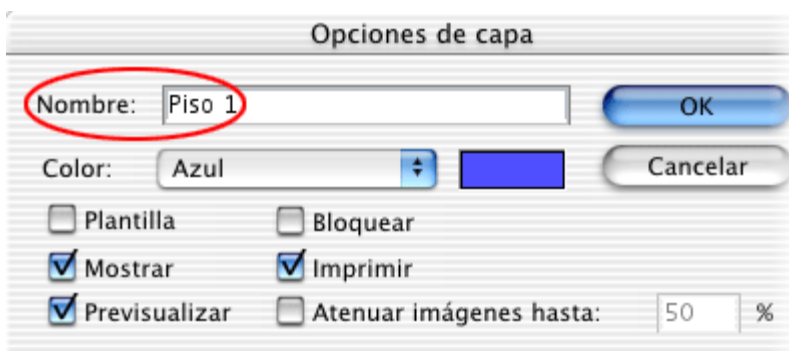 Opciones de capa
Nombre: Piso 1 OK
Color: Azul Cancelar
Plantilla Bloquear
Mostrar Imprimir
Previsualizar Atenuar imágenes hasta: 50 %